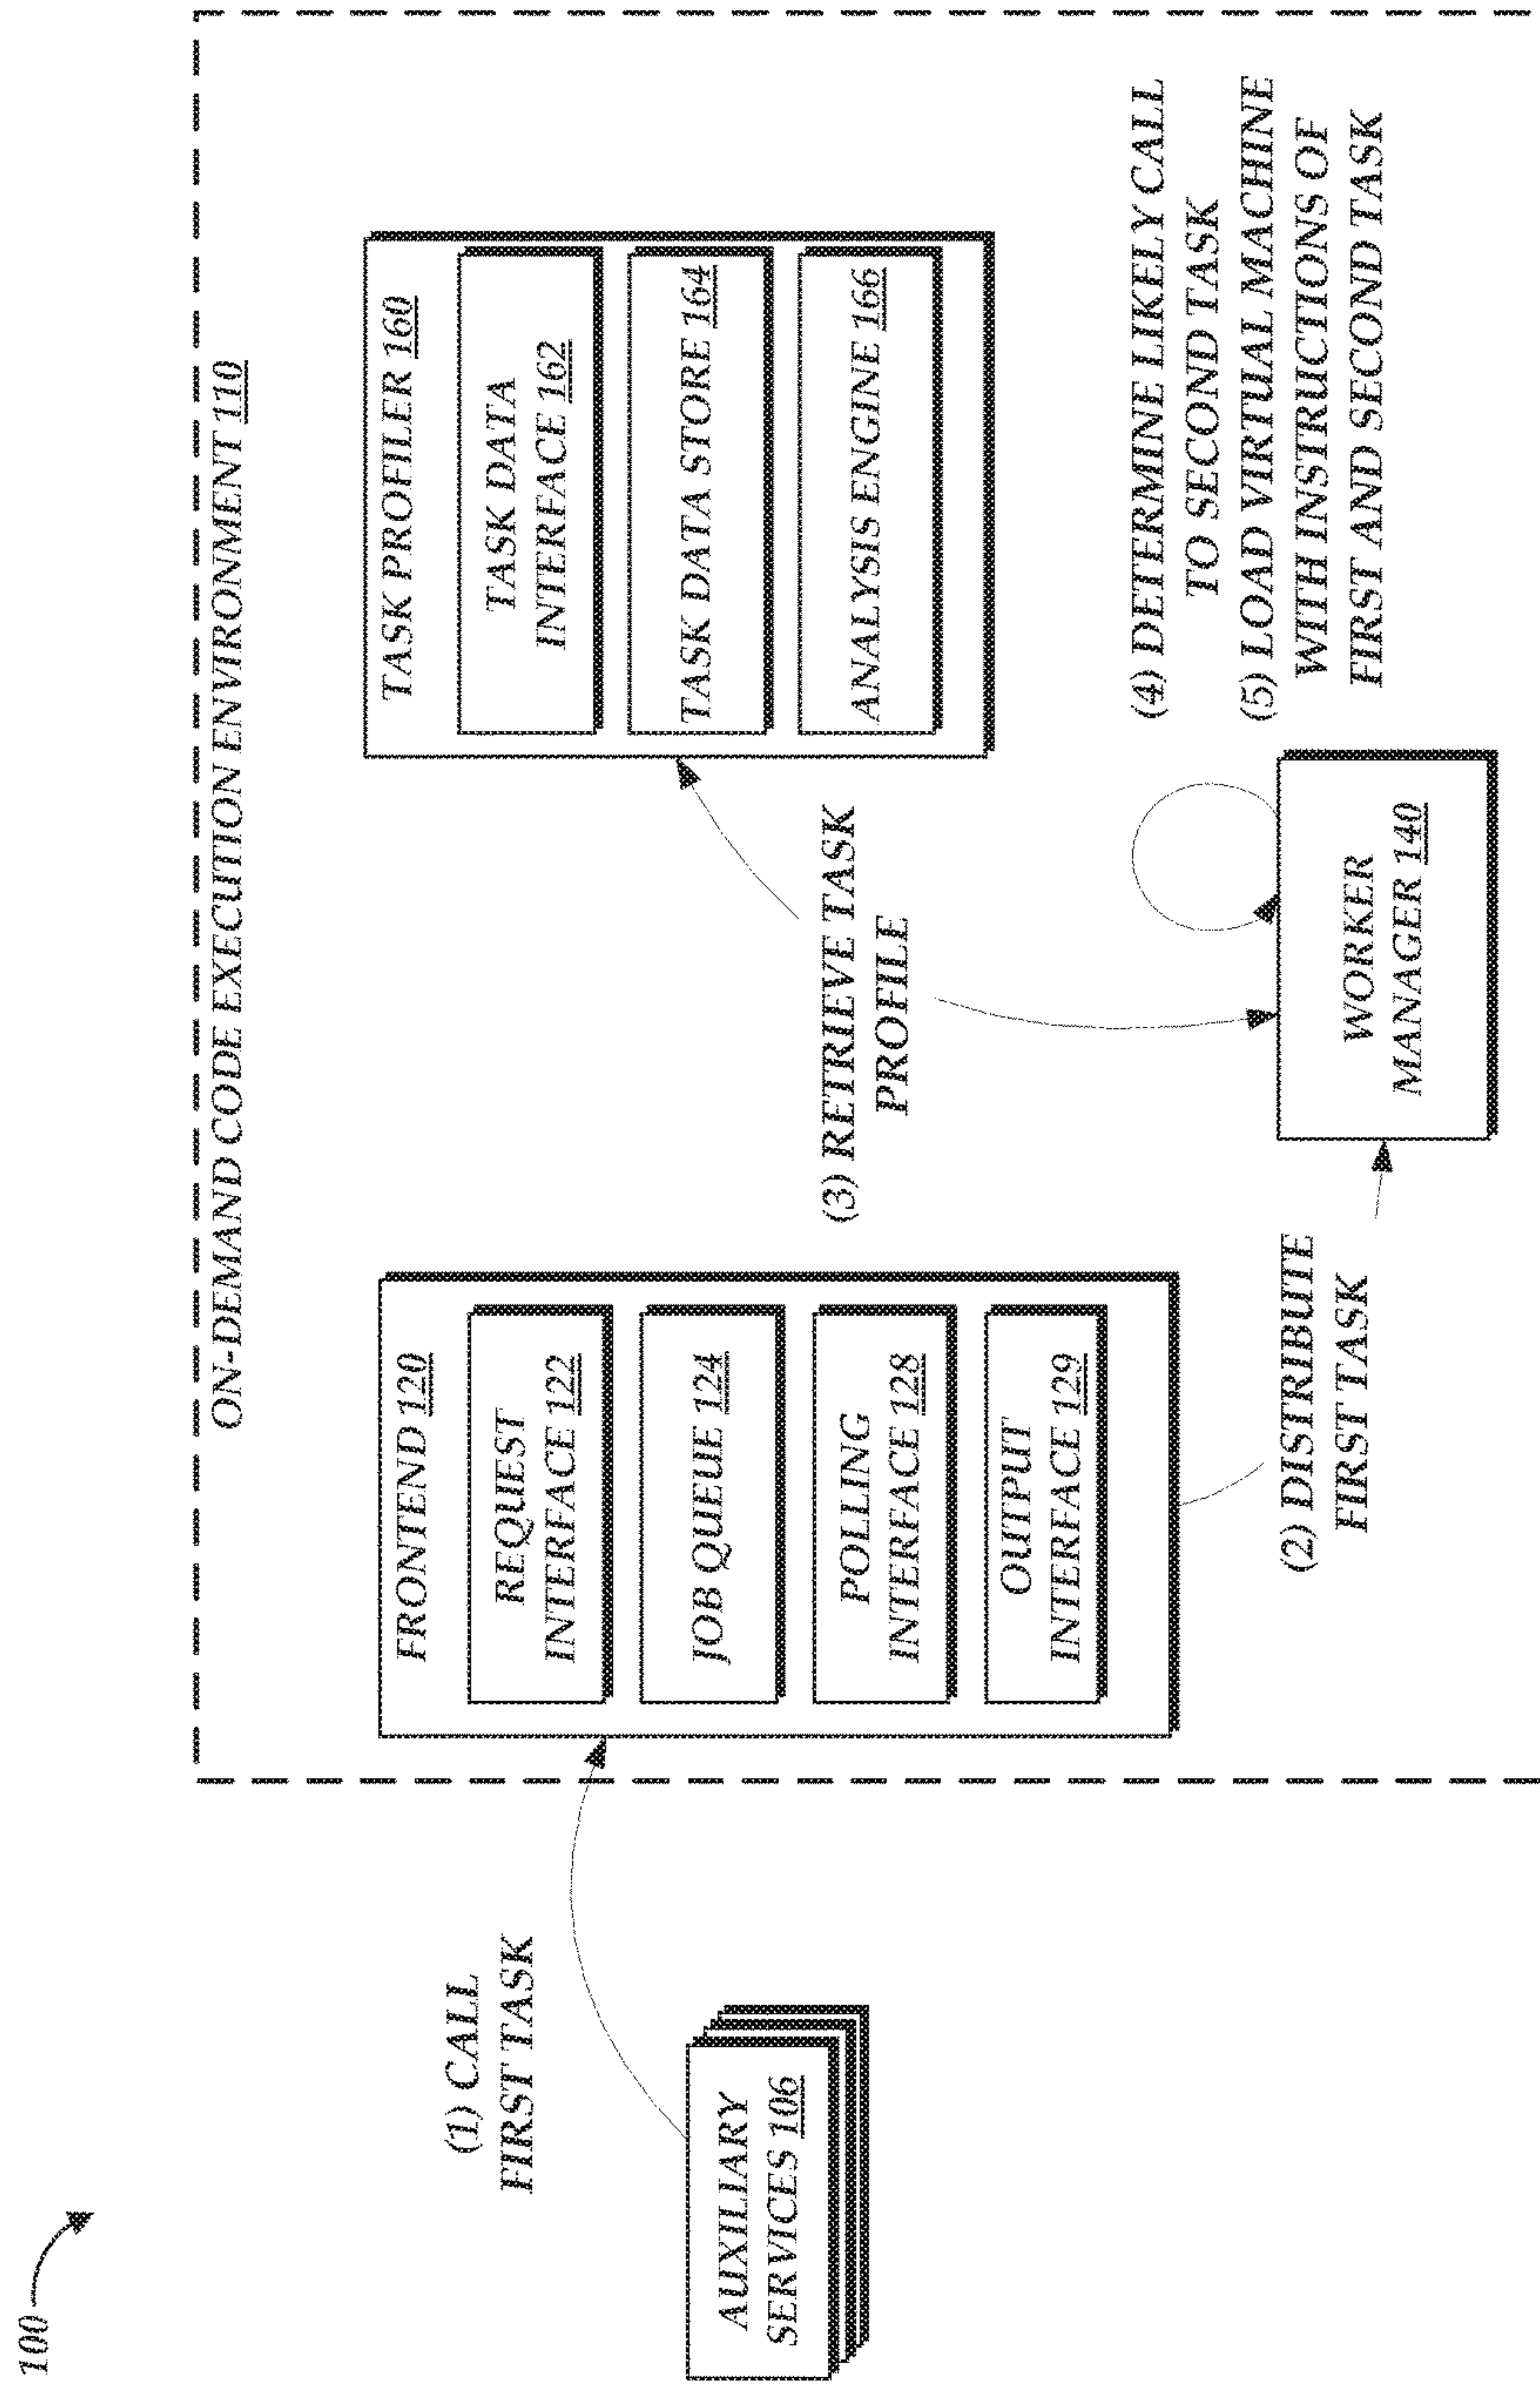 100
ON-DEMAND CODE EXECUTION ENVIRONMENT 110
(1) CALL
FIRST TASK
AUXILIARY
SERVICES 106
FRONTEND 120
REQUEST
INTERFACE 122
JOB QUEUE 124
POLLING
INTERFACE 128
OUTPUT
INTERFACE 129
(2) DISTRIBUTE
FIRST TASK
(3) RETRIEVE TASK
PROFILE
TASK PROFILER 160
TASK DATA
INTERFACE 162
TASK DATA STORE 164
ANALYSIS ENGINE 166
WORKER
MANAGER 140
(4) DETERMINE LIKELY CALL
TO SECOND TASK
(5) LOAD VIRTUAL MACHINE
WITH INSTRUCTIONS OF
FIRST AND SECOND TASK